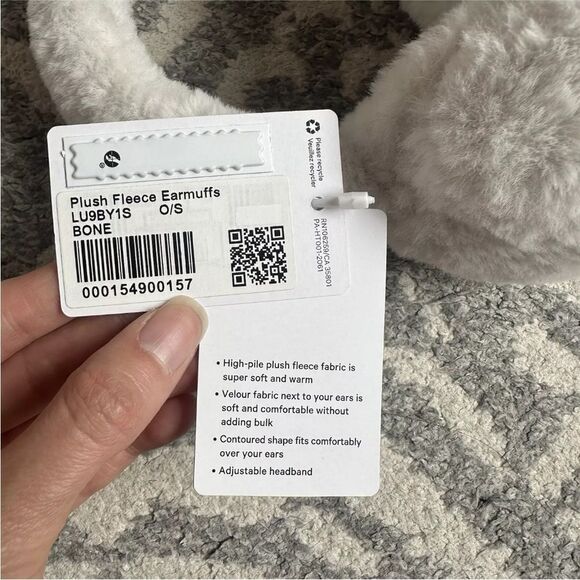 Plush Fleece Earmuffs
LU9BY1S O/S
BONE
000154900157
Please recycle
Veuillez recycler
RN106259/CA 35801
PA-HT001-2061
• High-pile plush fleece fabric is
super soft and warm
• Velour fabric next to your ears is
soft and comfortable without
adding bulk
• Contoured shape fits comfortably
over your ears
• Adjustable headband